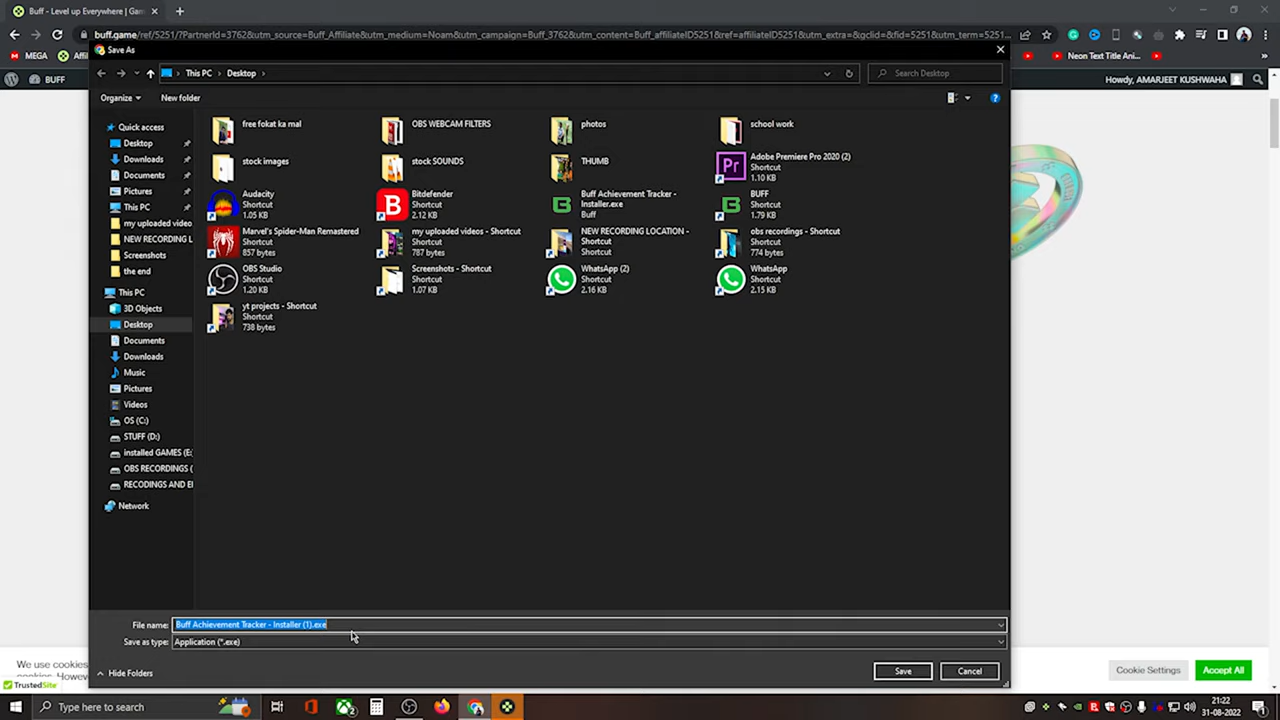 Buff - Level up Everywhere | Gam
buff.game/ref/5251/?PartnerId=3762&utm_source=Buff_Affiliate&utm_medium=Noam&utm_campaign=Buff_3762&utm_content=Buff_affiliateID5251&ref=affiliateID5251&utm_extra=&gclid=&fid=5251&utm_term=5251...
MEGA
Neon Text Title Ani...
Save As
BUFF
Howdy, AMARJEET KUSHWAHA
This PC > Desktop >
Search Desktop
Organize
New folder
Quick access
Desktop
Downloads
Documents
Pictures
This PC
my uploaded video
NEW RECORDING L
Screenshots
the end
This PC
3D Objects
Desktop
Documents
Downloads
Music
Pictures
Videos
OS (C:)
STUFF (D:)
installed GAMES (E:
OBS RECORDINGS (
RECODINGS AND EI
Network
free fokat ka mal
OBS WEBCAM FILTERS
photos
school work
stock images
stock SOUNDS
THUMB
Adobe Premiere Pro 2020 (2)
Shortcut
1.10 KB
Audacity
Shortcut
1.05 KB
Bitdefender
Shortcut
2.12 KB
Buff Achievement Tracker -
Installer.exe
Buff
BUFF
Shortcut
1.79 KB
Marvel's Spider-Man Remastered
Shortcut
857 bytes
my uploaded videos - Shortcut
Shortcut
787 bytes
NEW RECORDING LOCATION -
Shortcut
Shortcut
obs recordings - Shortcut
Shortcut
774 bytes
OBS Studio
Shortcut
1.20 KB
Screenshots - Shortcut
Shortcut
1.07 KB
WhatsApp (2)
Shortcut
2.16 KB
WhatsApp
Shortcut
2.15 KB
yt projects - Shortcut
Shortcut
738 bytes
File name: Buff Achievement Tracker - Installer (1).exe
Save as type: Application (*.exe)
Hide Folders
Save
Cancel
We use cookies
cookies. Howev
TrustedSite
Cookie Settings
Accept All
Type here to search
21:22
31-08-2022